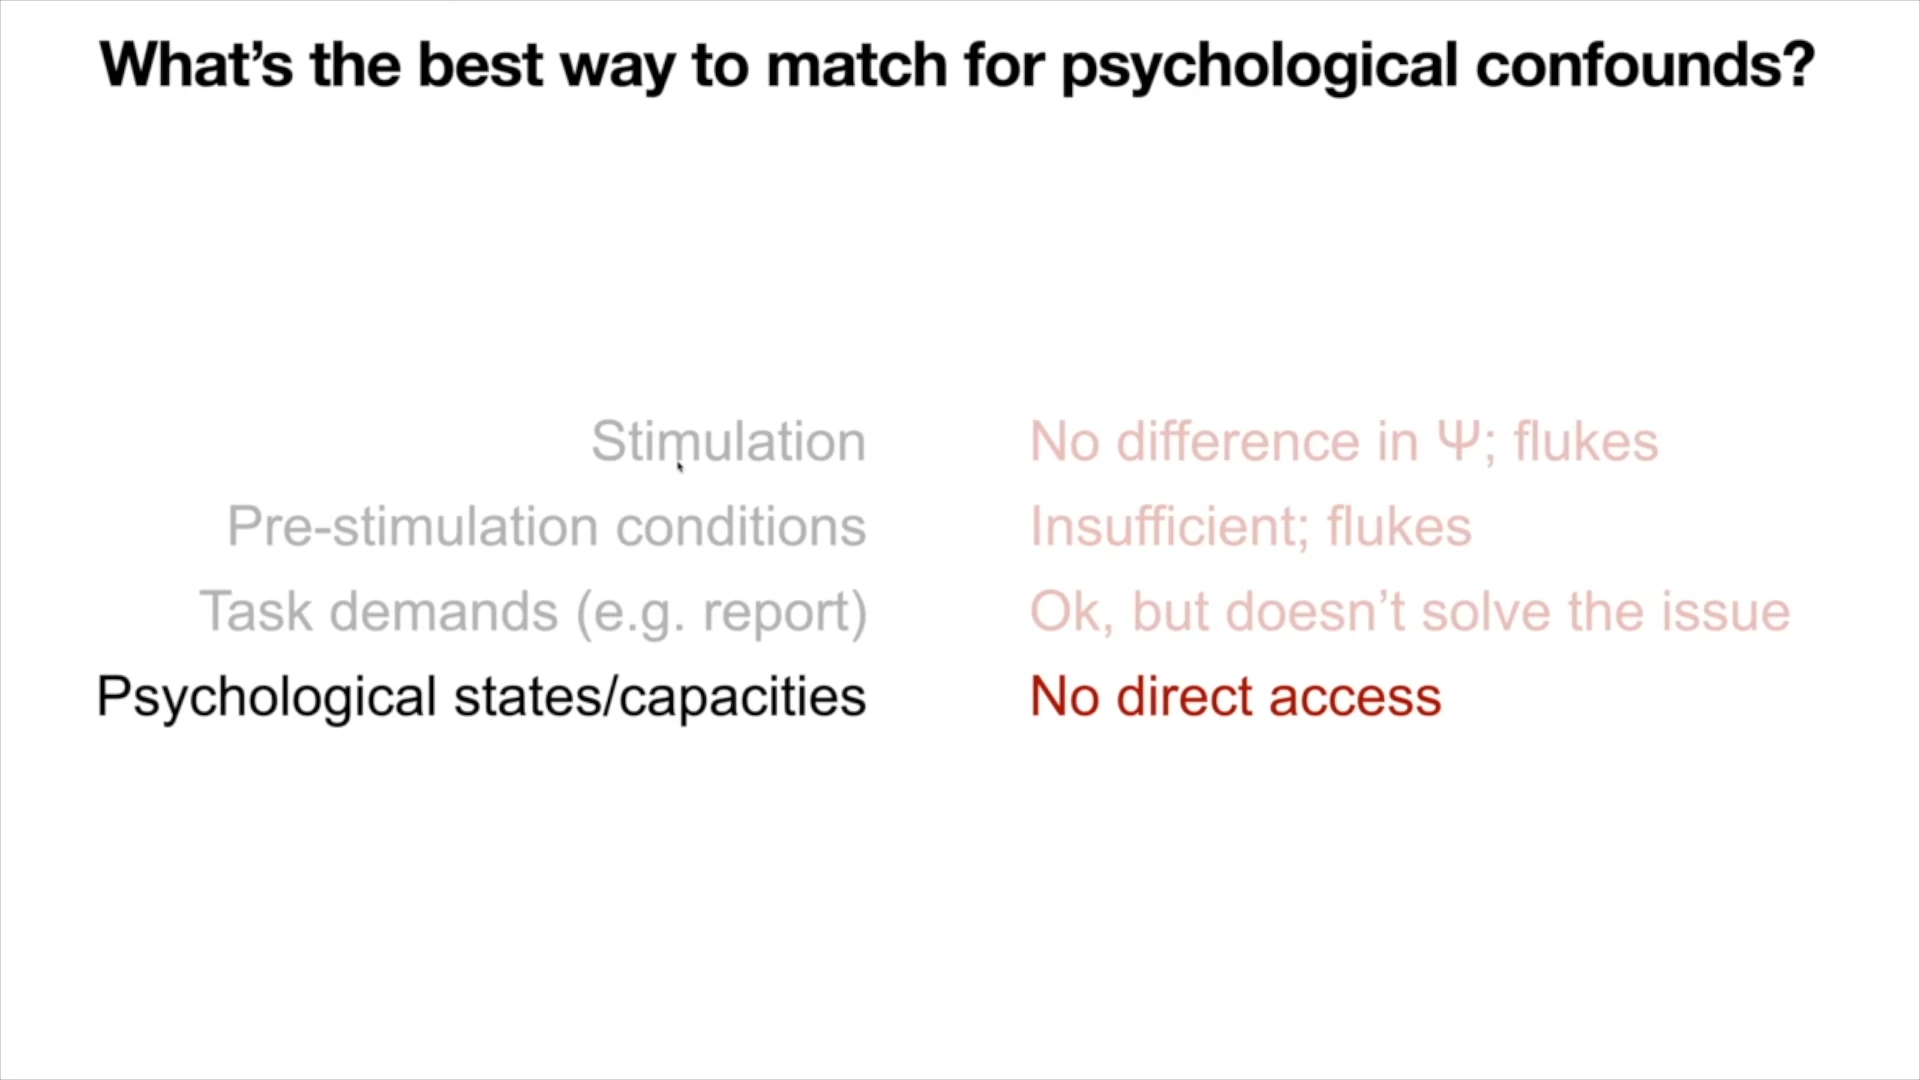 What's the best way to match for psychological confounds?
Stimulation No difference in Ψ; flukes
Pre-stimulation conditions Insufficient; flukes
Task demands (e.g. report) Ok, but doesn't solve the issue
Psychological states/capacities No direct access